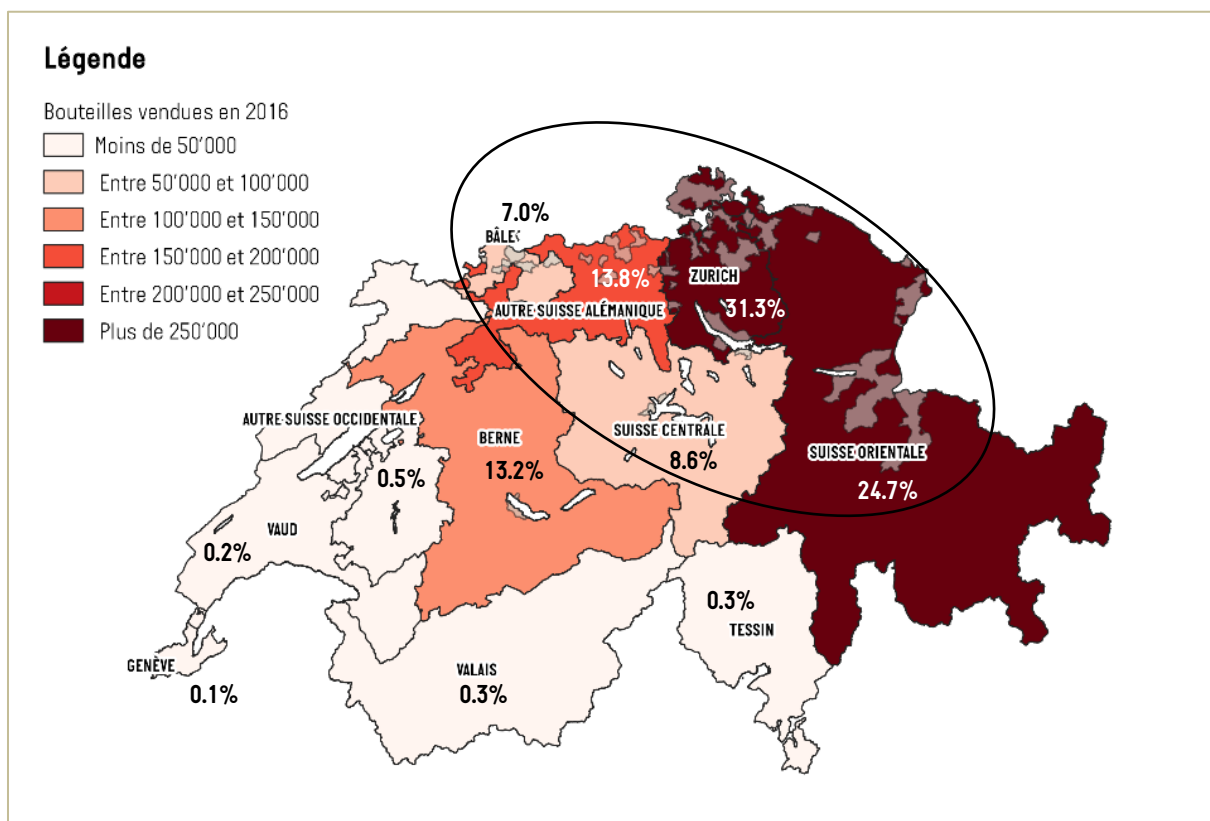 Légende
Bouteilles vendues en 2016
Moins de 50'000
Entre 50'000 et 100'000
Entre 100'000 et 150'000
Entre 150'000 et 200'000
Entre 200'000 et 250'000
Plus de 250'000
7.0%
BÂLE
13.8%
ZURICH
AUTRE SUISSE ALÉMANIQUE
31.3%
AUTRE SUISSE OCCIDENTALE
BERNE
SUISSE CENTRALE
SUISSE ORIENTALE
0.5%
13.2%
8.6%
24.7%
VAUD
0.2%
0.3%
TESSIN
GENÈVE
0.1%
VALAIS
0.3%